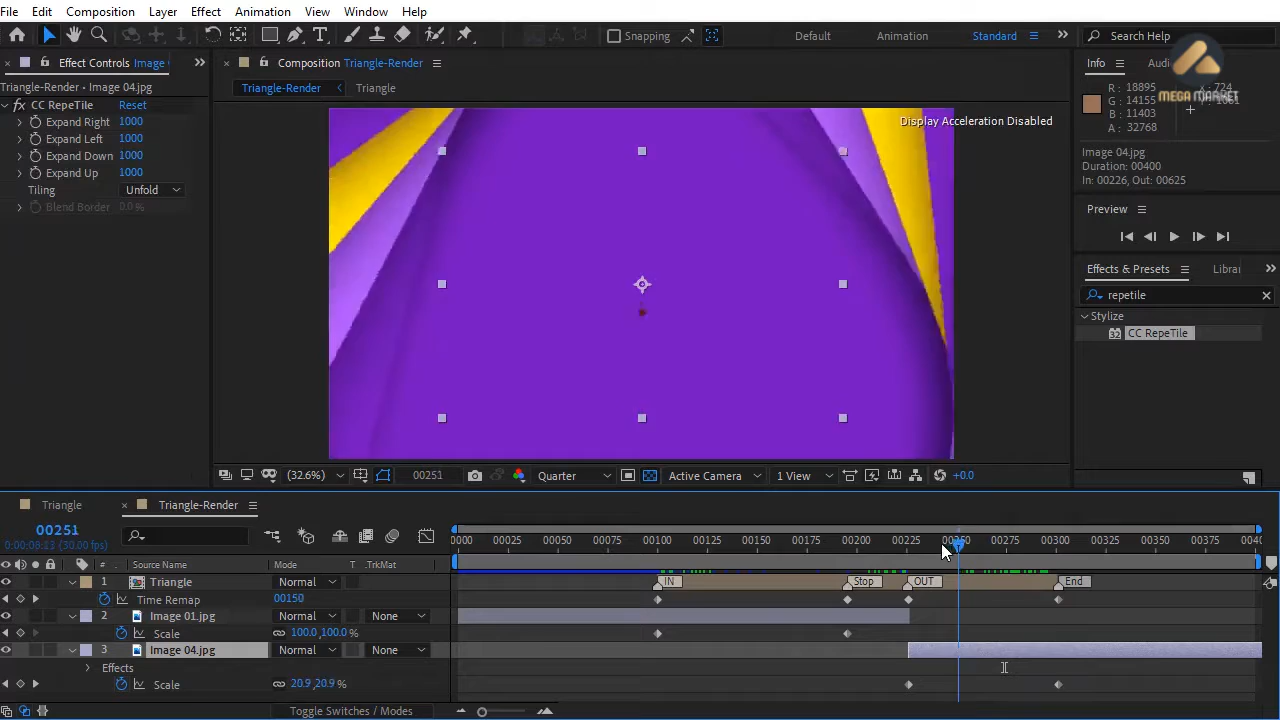 File Edit Composition Layer Effect Animation View Window Help
Snapping Default Animation Standard Search Help
Effect Controls Image Composition Triangle-Render Info Audi
MEGA MARKET
Triangle-Render • Image 04.jpg Triangle-Render Triangle
CC RepeTile Reset
Expand Right 1000
Expand Left 1000
Expand Down 1000
Expand Up 1000
Tiling Unfold
Blend Border 0.0 %
Display Acceleration Disabled
R : 18895
G : 14155
B : 11403
A : 32768
X : 724
Image 04.jpg
Duration: 00400
In: 00226, Out: 00625
Preview
Effects & Presets Librai
repetile
Stylize
32 CC RepeTile
(32.6%) 00251 Quarter Active Camera 1 View +0.0
Triangle Triangle-Render
00251
0:00:08:13 (30.00 fps)
0000 00025 00050 00075 00100 00125 00150 00175 00200 00225 00250 00275 00300 00325 00350 00375 0040
# Source Name Mode T .TrkMat
1 Triangle Normal IN Stop OUT End
Time Remap 00150
2 Image 01.jpg Normal None
Scale 100.0,100.0%
3 Image 04.jpg Normal None
Effects
Scale 20.9,20.9%
Toggle Switches / Modes